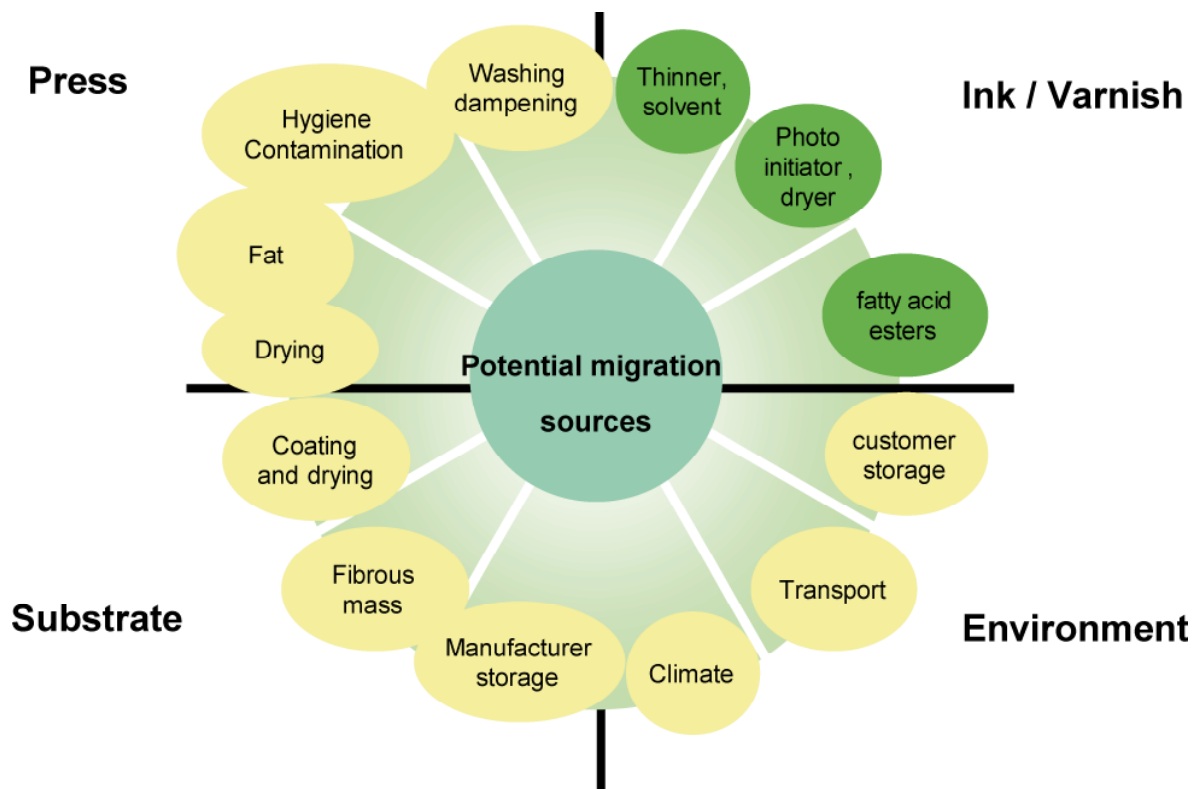 Press
Ink / Varnish
Washing
dampening
Thinner,
solvent
Hygiene
Contamination
Photo
initiator ,
dryer
Fat
fatty acid
esters
Drying
Potential migration
sources
Coating
and drying
customer
storage
Fibrous
mass
Transport
Substrate
Environment
Manufacturer
storage
Climate